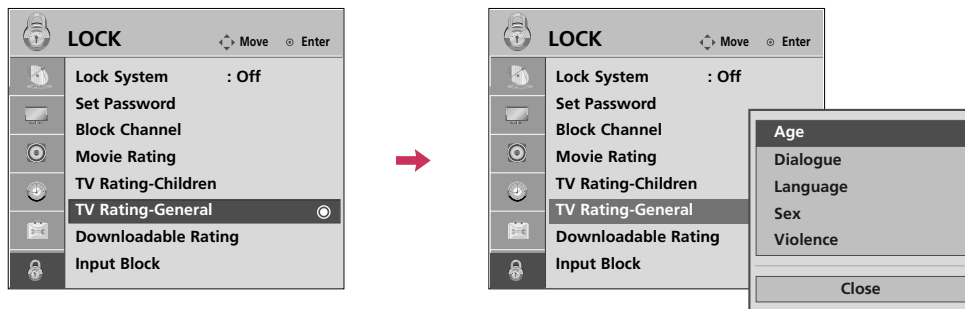 LOCK
Move
Enter
Lock System : Off
Set Password
Block Channel
Movie Rating
TV Rating-Children
TV Rating-General
Downloadable Rating
Input Block
LOCK
Move
Enter
Lock System : Off
Set Password
Block Channel
Movie Rating
TV Rating-Children
TV Rating-General
Downloadable Rating
Input Block
Age
Dialogue
Language
Sex
Violence
Close